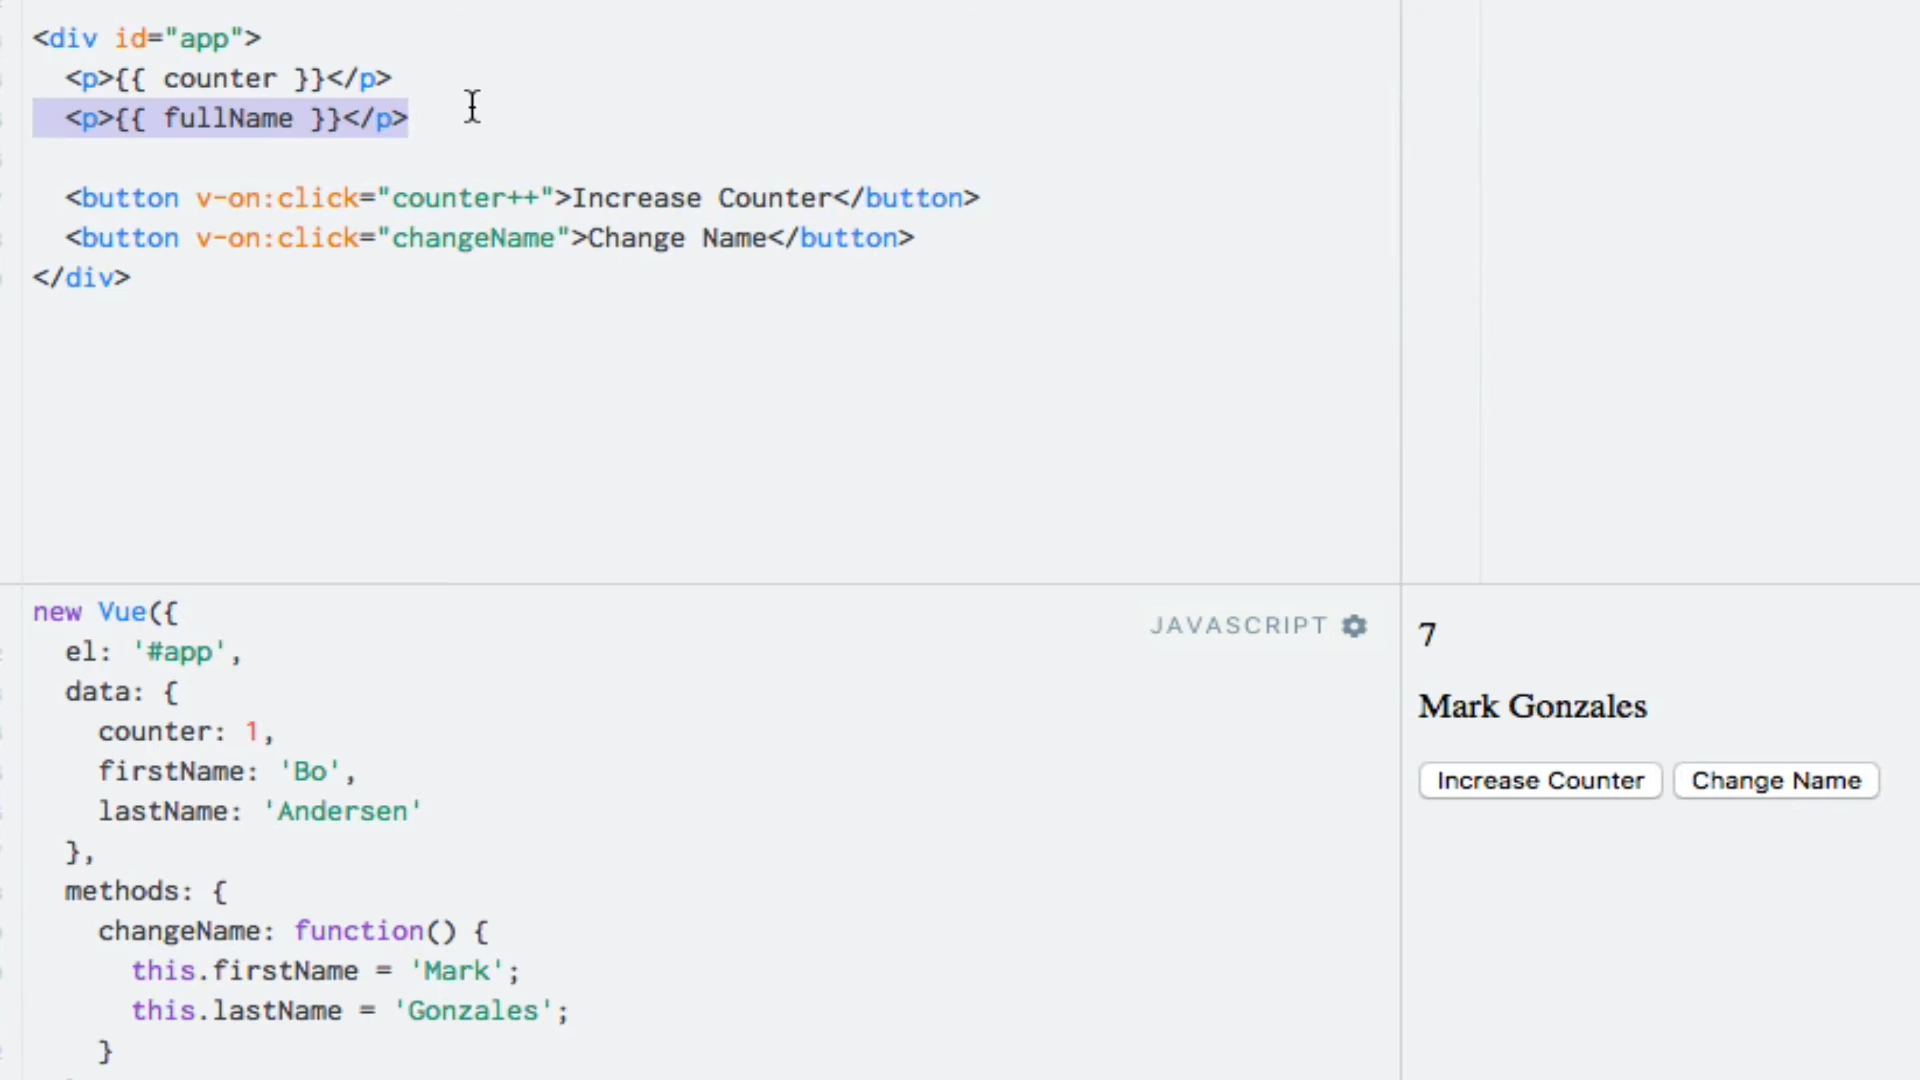 <div id="app">
<p>{{ counter }}</p>
<p>{{ fullName }}</p>
<button v-on:click="counter++">Increase Counter</button>
<button v-on:click="changeName">Change Name</button>
</div>
new Vue({
JAVASCRIPT
el: '#app',
data: {
counter: 1,
firstName: 'Bo',
lastName: 'Andersen'
},
methods: {
changeName: function() {
this.firstName = 'Mark';
this.lastName = 'Gonzales';
}
7
Mark Gonzales
Increase Counter Change Name